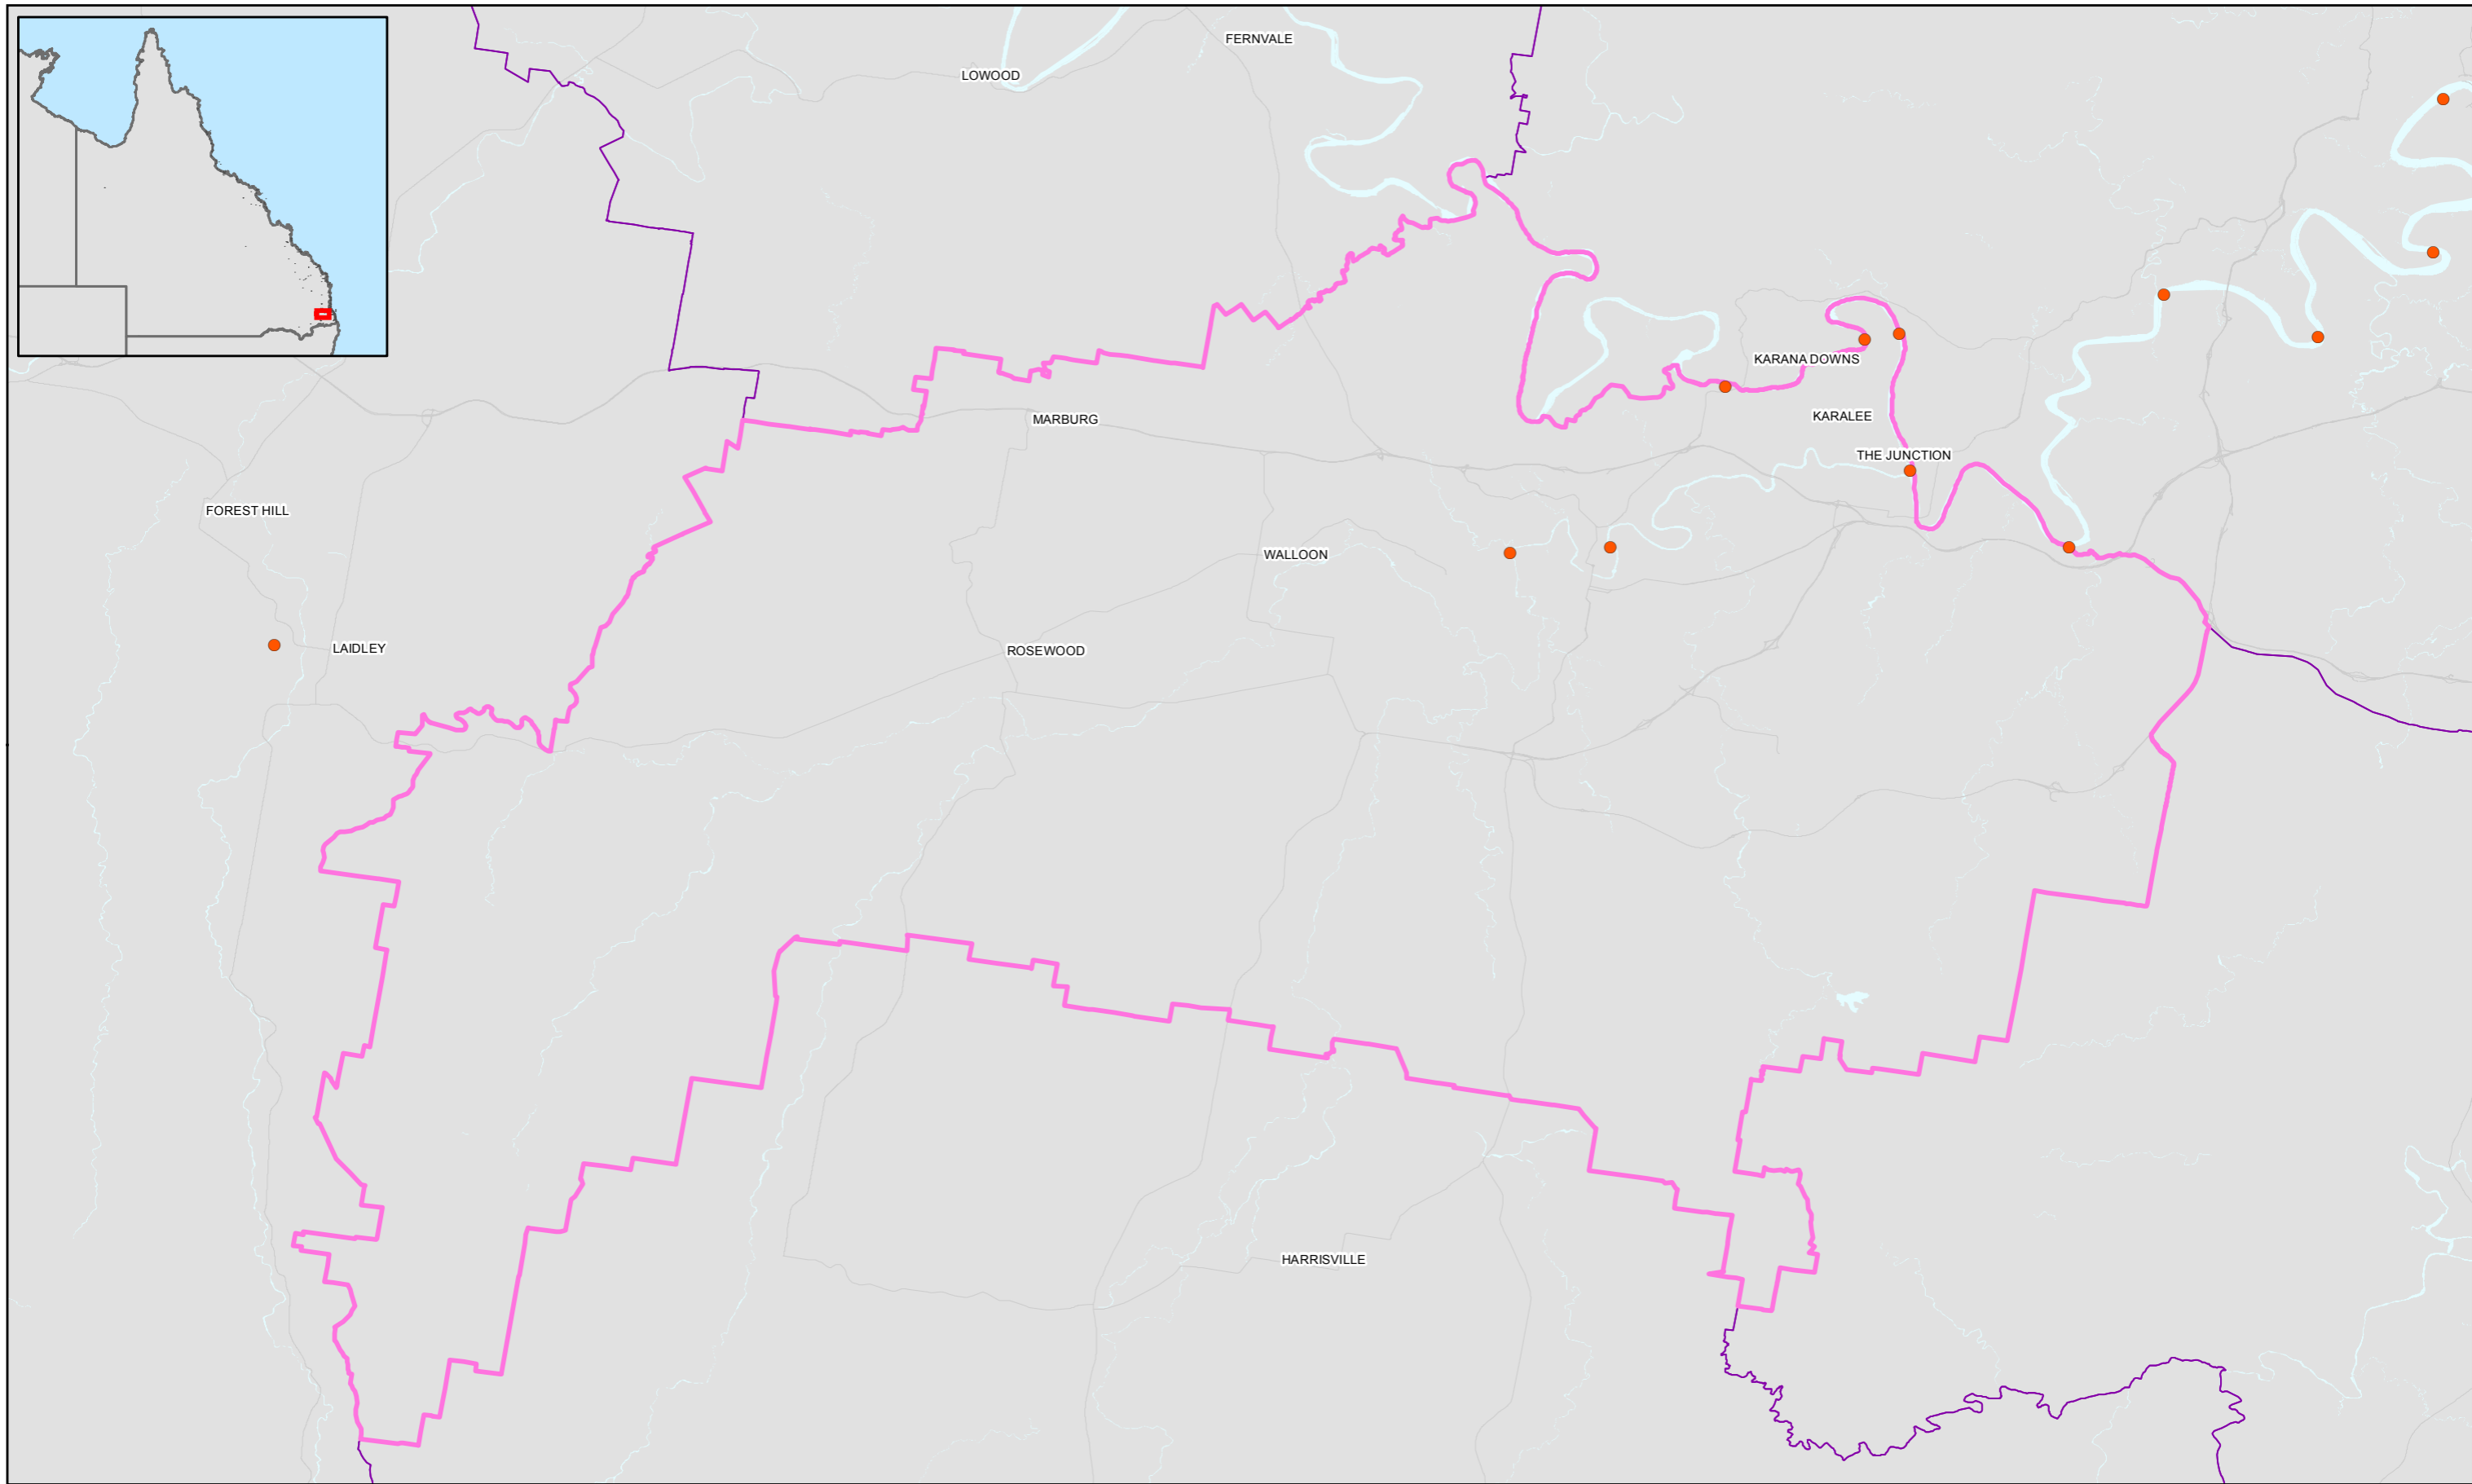 FERNVALE
LOWOOD
KARANA DOWNS
KARALEE
MARBURG
THE JUNCTION
FOREST HILL
WALLOON
LAIDLEY
ROSEWOOD
HARRISVILLE